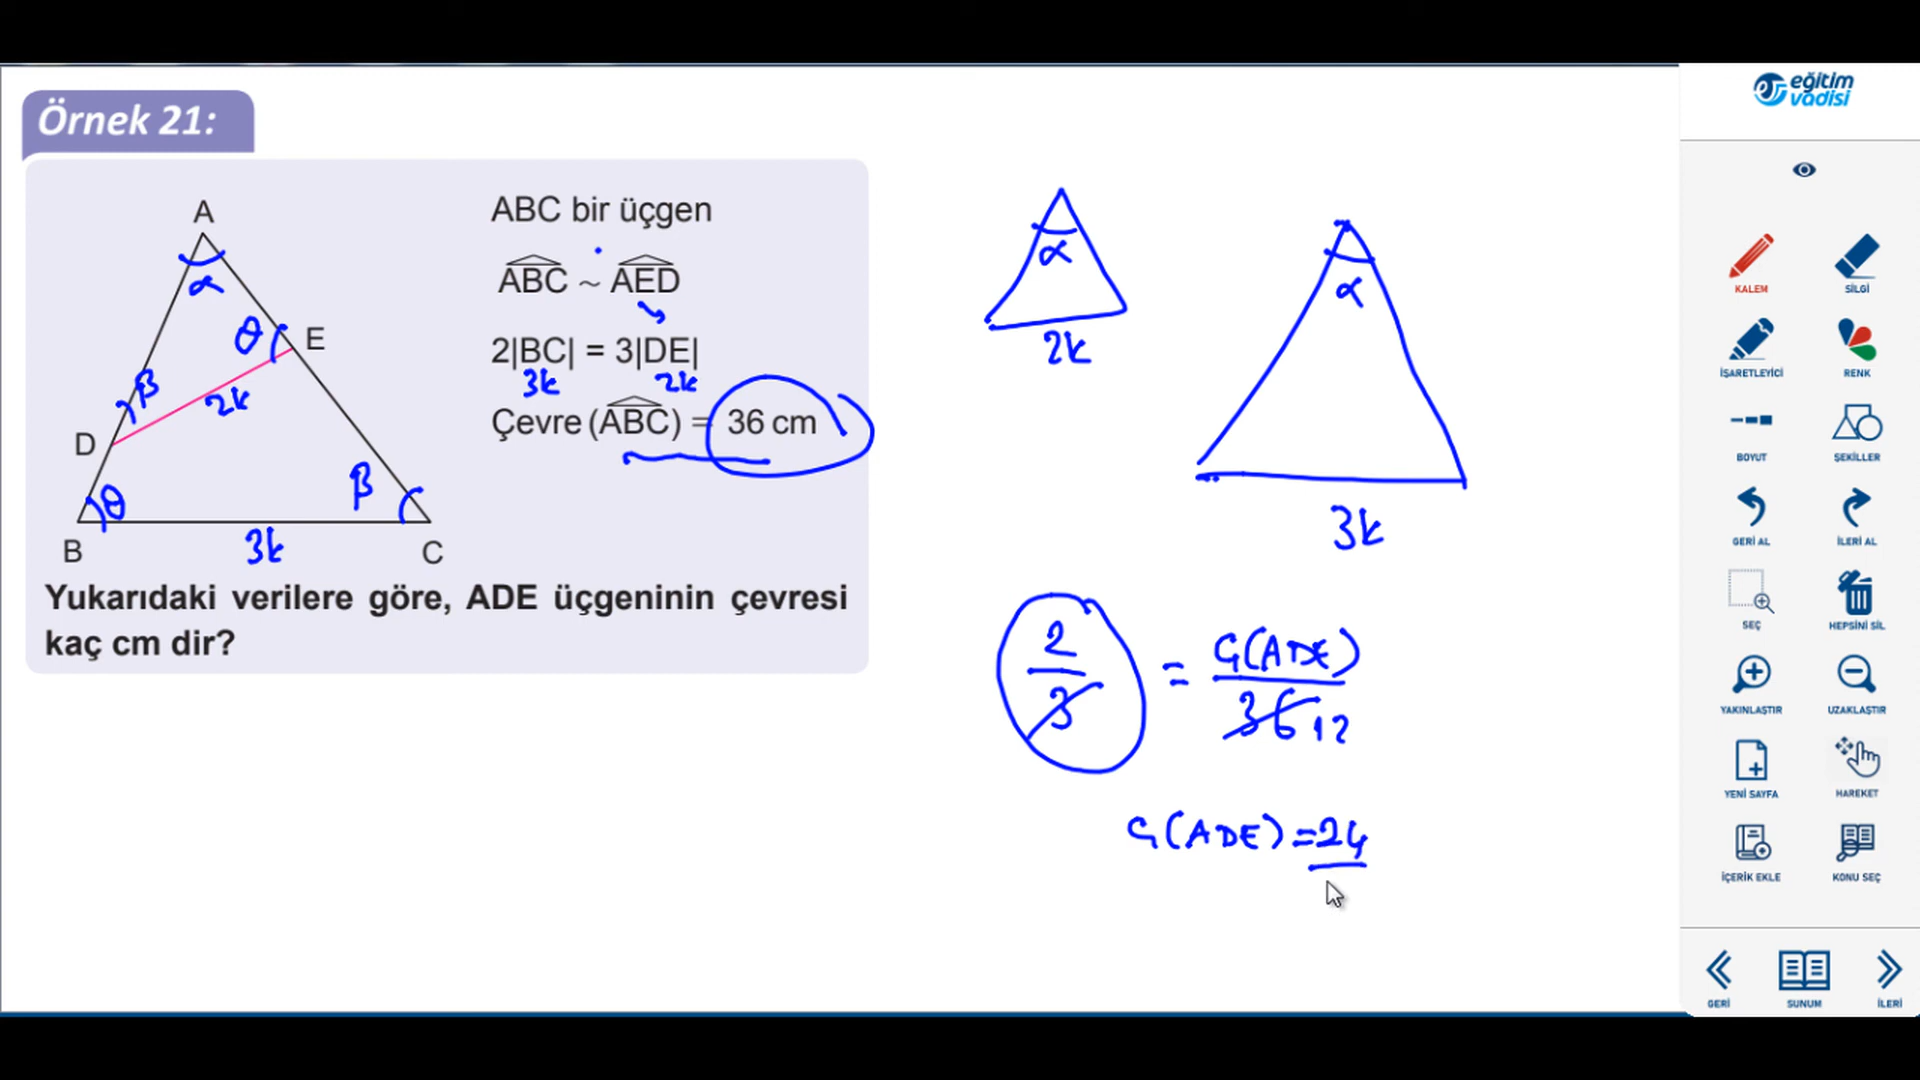 eğitim
vadisi
Örnek 21:
A
α
θ
E
β
2k
D
β
θ
B
3k
C
ABC bir üçgen
ABC ~ AED
2|BC| = 3|DE|
3k 2k
Çevre (ABC) = 36 cm
Yukarıdaki verilere göre, ADE üçgeninin çevresi
kaç cm dir?
α
2k
α
3k
2/3 = Ç(ADE)/36 12
Ç(ADE) = 24
KALEM SİLGİ
İŞARETLEYİCİ RENK
BOYUT ŞEKİLLER
GERİ AL İLERİ AL
SEÇ HEPSİNİ SİL
YAKINLAŞTIR UZAKLAŞTIR
YENİ SAYFA HAREKET
İÇERİK EKLE KONU SEÇ
GERİ SUNUM İLERİ